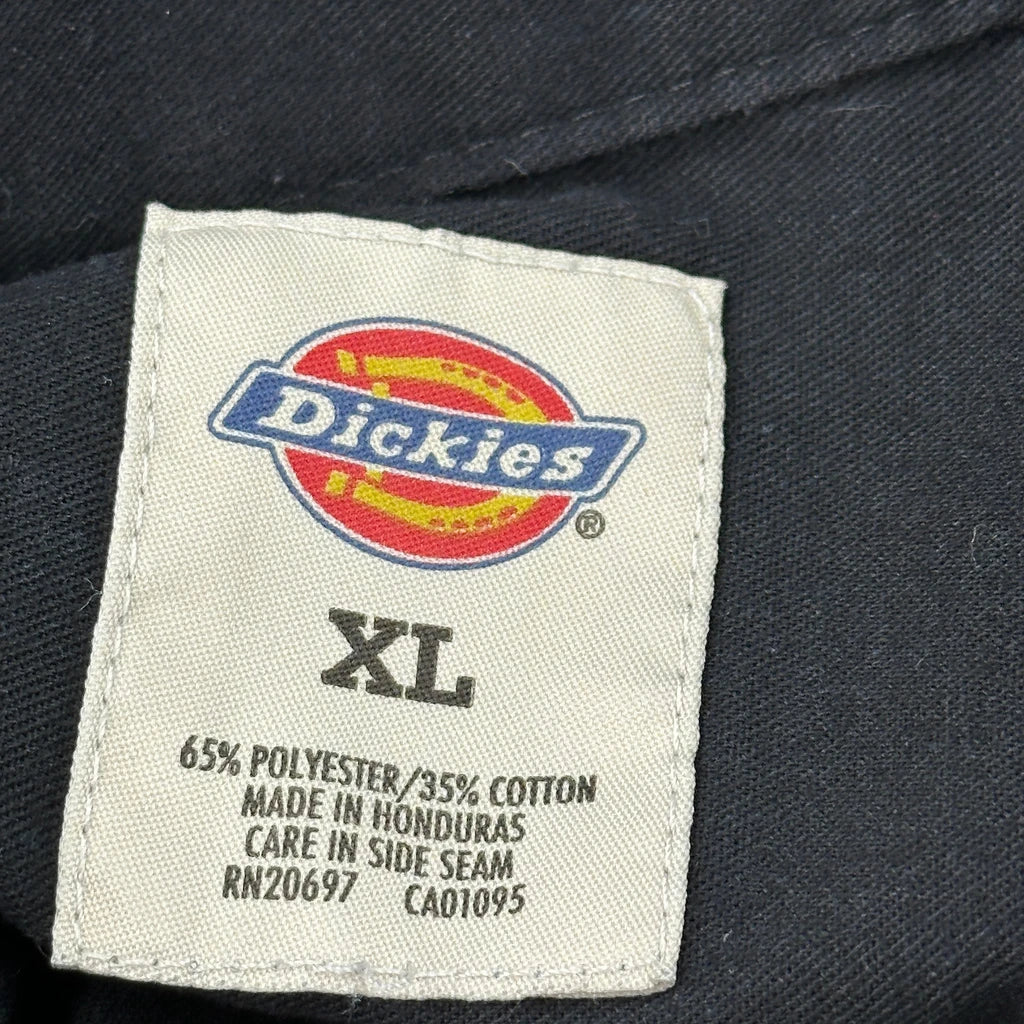 Dickies
®
XL
65% POLYESTER/35% COTTON
MADE IN HONDURAS
CARE IN SIDE SEAM
RN20697 CA01095